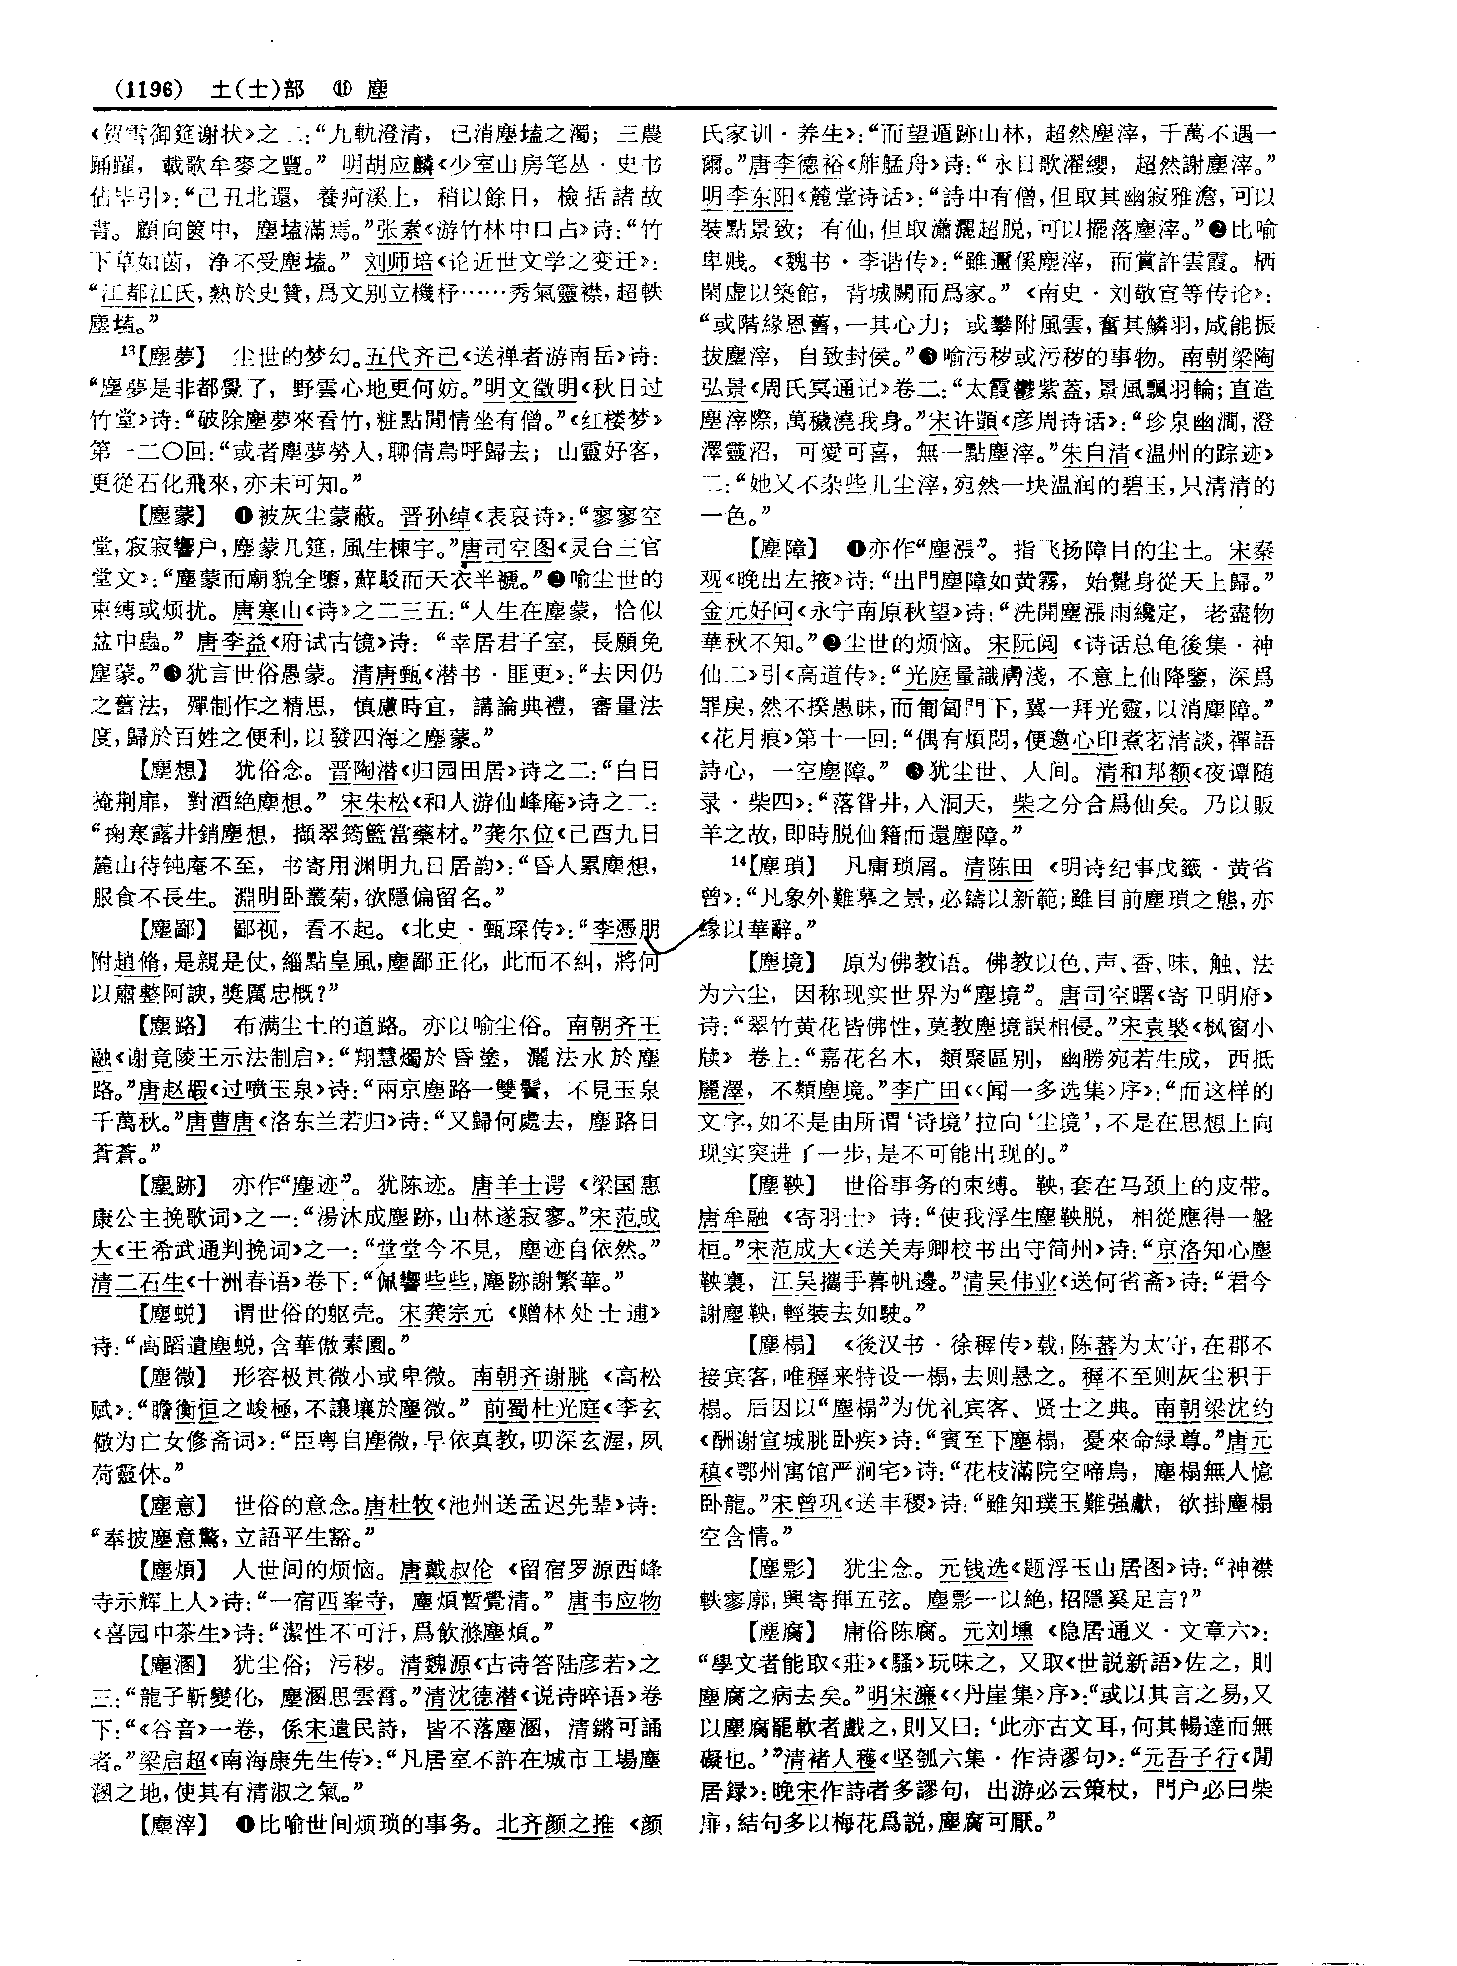 (1196) 土(士)部 ⑪ 塵
《贺雪御筵谢状》之二:“九軌澄清，已消塵壒之濁；三農
踊躍，載歌牟麥之豐。” 明胡应麟《少室山房笔丛·史书
佔毕引》:“己丑北還，養疴溪上，稍以餘日，檢括諸故
書。顧向篋中，塵壒滿焉。”张素《游竹林中口占》诗:“竹
下草如茵，净不受塵壒。” 刘师培《论近世文学之变迁》:
“江都汪氏，熟於史贊，爲文别立機杼……秀氣靈襟，超軼
塵壒。”
13【塵夢】 尘世的梦幻。五代齐己《送禅者游南岳》诗:
“塵夢是非都覺了，野雲心地更何妨。”明文徵明《秋日过
竹堂》诗:“破除塵夢來看竹，粧點閒情坐有僧。”《红楼梦》
第一二〇回:“或者塵夢勞人，聊倩鳥呼歸去；山靈好客，
更從石化飛來，亦未可知。”
【塵蒙】 ❶被灰尘蒙蔽。晋孙绰《表哀诗》:“寥寥空
堂，寂寂響户，塵蒙几筵，風生棟宇。”唐司空图《灵台三官
堂文》:“塵蒙而廟貌全隳，蘚駁而天衣半褫。”❷喻尘世的
束缚或烦扰。唐寒山《诗》之二三五:“人生在塵蒙，恰似
盆中蟲。” 唐李益《府试古镜》诗: “幸居君子室，長願免
塵蒙。”❸犹言世俗愚蒙。清唐甄《潜书·匪更》:“去因仍
之舊法，殫制作之精思，慎慮時宜，講論典禮，審量法
度，歸於百姓之便利，以發四海之塵蒙。”
【塵想】 犹俗念。晋陶潜《归园田居》诗之二:“白日
掩荆扉，對酒絶塵想。” 宋朱松《和人游仙峰庵》诗之二:
“掬寒露井銷塵想，擷翠筠籃當藥材。”龚尔位《己酉九日
麓山待钝庵不至，书寄用渊明九日居韵》:“昏人累塵想，
服食不長生。淵明卧叢菊，欲隱偏留名。”
【塵鄙】 鄙视，看不起。《北史·甄琛传》:“李憑朋
附趙脩，是親是仗，緇點皇風，塵鄙正化，此而不糾，將何
以肅整阿諛，奬厲忠概?”
【塵路】 布满尘土的道路。亦以喻尘俗。南朝齐王
融《谢竟陵王示法制启》:“翔慧燭於昏塗，灑法水於塵
路。”唐赵嘏《过喷玉泉》诗:“兩京塵路一雙鬢，不見玉泉
千萬秋。”唐曹唐《洛东兰若归》诗:“又歸何處去，塵路日
蒼蒼。”
【塵跡】 亦作“塵迹”。犹陈迹。唐羊士谔《梁国惠
康公主挽歌词》之一:“湯沐成塵跡，山林遂寂寥。”宋范成
大《王希武通判挽词》之一:“堂堂今不見，塵迹自依然。”
清二石生《十洲春语》卷下:“佩響些些，塵跡謝繁華。”
【塵蜕】 谓世俗的躯壳。宋龚宗元《赠林处士逋》
诗:“高蹈遺塵蜕，含華傲素園。”
【塵微】 形容极其微小或卑微。南朝齐谢朓《高松
赋》:“瞻衡恒之峻極，不讓壤於塵微。” 前蜀杜光庭《李玄
儆为亡女修斋词》:“臣粤自塵微，早依真教，叨深玄渥，夙
荷靈休。”
【塵意】 世俗的意念。唐杜牧《池州送孟迟先辈》诗:
“奉披塵意驚，立語平生豁。”
【塵煩】 人世间的烦恼。唐戴叔伦《留宿罗源西峰
寺示辉上人》诗:“一宿西峯寺，塵煩暫覺清。” 唐韦应物
《喜园中茶生》诗:“潔性不可汙，爲飲滌塵煩。”
【塵溷】 犹尘俗；污秽。清魏源《古诗答陆彦若》之
三:“龍子斬變化，塵溷思雲霄。”清沈德潜《说诗晬语》卷
下:“《谷音》一卷，係宋遺民詩，皆不落塵溷，清鏘可誦
者。”梁启超《南海康先生传》:“凡居室不許在城市工場塵
溷之地，使其有清淑之氣。”
【塵滓】 ❶比喻世间烦琐的事务。北齐颜之推《颜
氏家训·养生》:“而望遁跡山林，超然塵滓，千萬不遇一
爾。”唐李德裕《舴艋舟》诗:“永日歌濯纓，超然謝塵滓。”
明李东阳《麓堂诗话》:“詩中有僧，但取其幽寂雅澹，可以
裝點景致；有仙，但取瀟灑超脱，可以擺落塵滓。”❷比喻
卑贱。《魏书·李谐传》:“雖邇傒塵滓，而賞許雲霞。栖
閑虚以築館，背城闕而爲家。” 《南史·刘敬宣等传论》:
“或階緣恩舊，一其心力；或攀附風雲，奮其鱗羽，咸能振
拔塵滓，自致封侯。”❸喻污秽或污秽的事物。南朝梁陶
弘景《周氏冥通记》卷二:“太霞鬱紫蓋，景風飄羽輪；直造
塵滓際，萬穢澆我身。”宋许顗《彦周诗话》:“珍泉幽澗，澄
澤靈沼，可愛可喜，無一點塵滓。”朱自清《温州的踪迹》
二:“她又不杂些儿尘滓，宛然一块温润的碧玉，只清清的
一色。”
【塵障】 ❶亦作“塵漲”。指飞扬障目的尘土。宋秦
观《晚出左掖》诗:“出門塵障如黄霧，始覺身從天上歸。”
金元好问《永宁南原秋望》诗:“洗開塵漲雨纔定，老盡物
華秋不知。”❷尘世的烦恼。宋阮阅《诗话总龟後集·神
仙二》引《高道传》:“光庭量識膚淺，不意上仙降鑒，深爲
罪戾，然不揆愚昧，而匍匐門下，冀一拜光靈，以消塵障。”
《花月痕》第十一回:“偶有煩悶，便邀心印煮茗清談，禪語
詩心，一空塵障。” ❸犹尘世、人间。清和邦额《夜谭随
录·柴四》:“落眢井，入洞天，柴之分合爲仙矣。乃以販
羊之故，即時脱仙籍而還塵障。”
14【塵瑣】 凡庸琐屑。清陈田《明诗纪事戊籤·黄省
曾》:“凡象外難摹之景，必鑄以新範；雖目前塵瑣之態，亦
緣以華辭。”
【塵境】 原为佛教语。佛教以色、声、香、味、触、法
为六尘，因称现实世界为“塵境”。唐司空曙《寄卫明府》
诗:“翠竹黄花皆佛性，莫教塵境誤相侵。”宋袁褧《枫窗小
牍》卷上:“嘉花名木，類聚區别，幽勝宛若生成，西抵
麗澤，不類塵境。”李广田《〈闻一多选集〉序》:“而这样的
文字，如不是由所谓‘诗境’拉向‘尘境’，不是在思想上向
现实突进了一步，是不可能出现的。”
【塵鞅】 世俗事务的束缚。鞅，套在马颈上的皮带。
唐牟融《寄羽士》诗:“使我浮生塵鞅脱，相從應得一盤
桓。”宋范成大《送关寿卿校书出守简州》诗:“京洛知心塵
鞅裏，江吴攜手暮帆邊。”清吴伟业《送何省斋》诗:“君今
謝塵鞅，輕裝去如駛。”
【塵榻】 《後汉书·徐稺传》载，陈蕃为太守，在郡不
接宾客，唯稺来特设一榻，去则悬之。稺不至则灰尘积于
榻。后因以“塵榻”为优礼宾客、贤士之典。南朝梁沈约
《酬谢宣城朓卧疾》诗:“賓至下塵榻，憂來命緑尊。”唐元
稹《鄂州寓馆严涧宅》诗:“花枝滿院空啼鳥，塵榻無人憶
卧龍。”宋曾巩《送丰稷》诗:“雖知璞玉難强獻，欲掛塵榻
空含情。”
【塵影】 犹尘念。元钱选《题浮玉山居图》诗:“神襟
軼寥廓，興寄揮五弦。塵影一以絶，招隱奚足言?”
【塵腐】 庸俗陈腐。元刘壎《隐居通义·文章六》:
“學文者能取《莊》《騷》玩味之，又取《世説新語》佐之，則
塵腐之病去矣。”明宋濂《〈丹崖集〉序》:“或以其言之易，又
以塵腐罷軟者戲之，則又曰:‘此亦古文耳，何其暢達而無
礙也。’”清褚人穫《坚瓠六集·作诗谬句》:“元吾子行《閒
居録》:晚宋作詩者多謬句，出游必云策杖，門户必曰柴
扉，結句多以梅花爲説，塵腐可厭。”